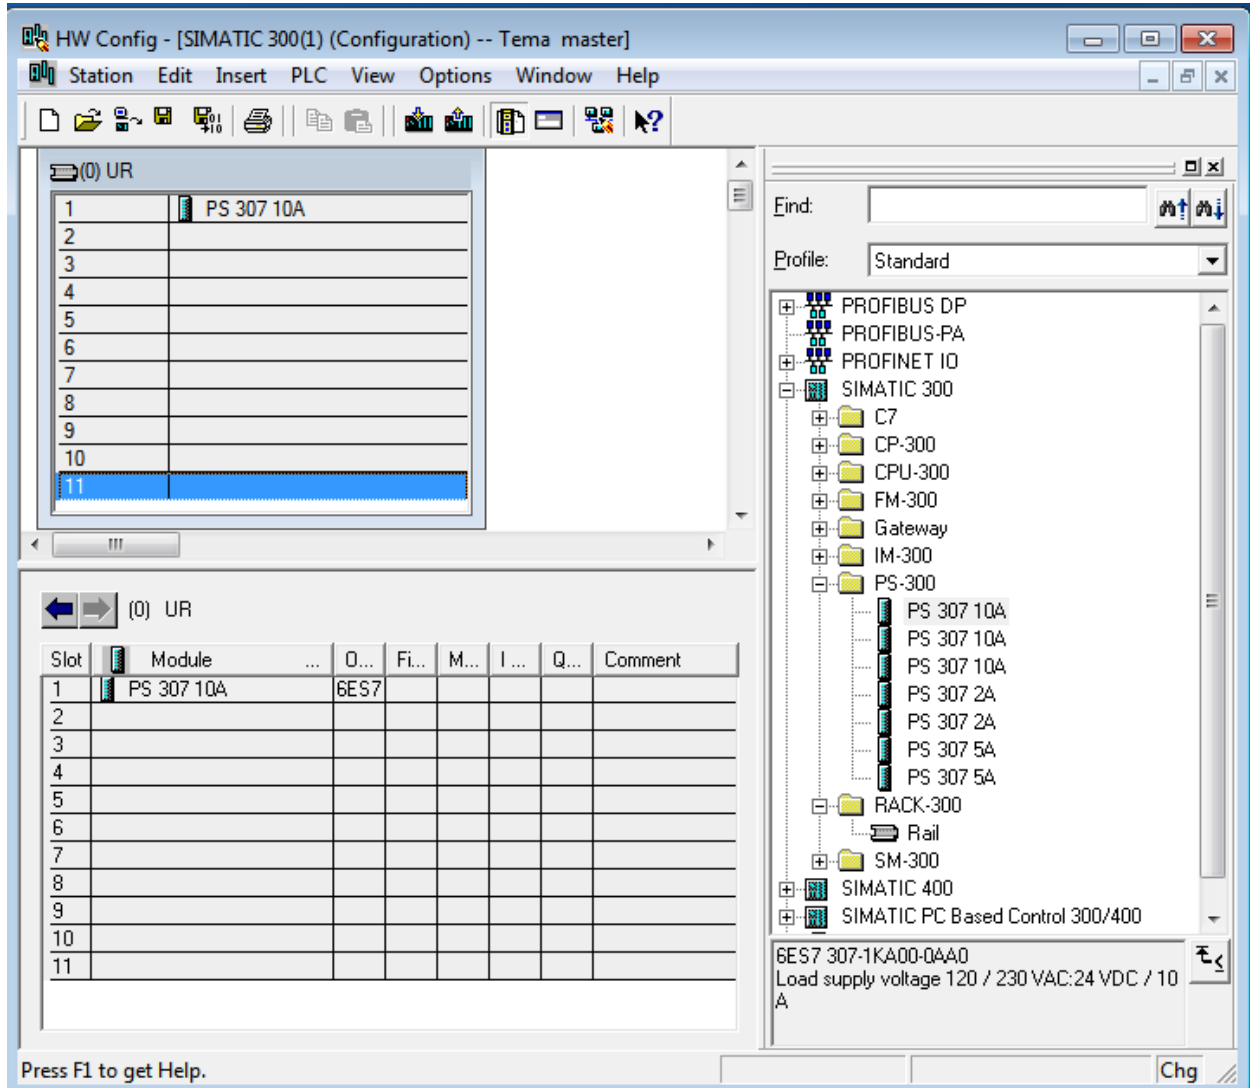 HW Config - [SIMATIC 300(1) (Configuration) -- Tema master]
Station Edit Insert PLC View Options Window Help
(0) UR
1 PS 307 10A
2
3
4
5
6
7
8
9
10
11
(0) UR
Slot Module ... O... Fi... M... I ... Q... Comment
1 PS 307 10A 6ES7
2
3
4
5
6
7
8
9
10
11
Find:
Profile: Standard
PROFIBUS DP
PROFIBUS-PA
PROFINET IO
SIMATIC 300
C7
CP-300
CPU-300
FM-300
Gateway
IM-300
PS-300
PS 307 10A
PS 307 10A
PS 307 10A
PS 307 2A
PS 307 2A
PS 307 5A
PS 307 5A
RACK-300
Rail
SM-300
SIMATIC 400
SIMATIC PC Based Control 300/400
6ES7 307-1KA00-0AA0
Load supply voltage 120 / 230 VAC:24 VDC / 10
A
Press F1 to get Help.
Chg